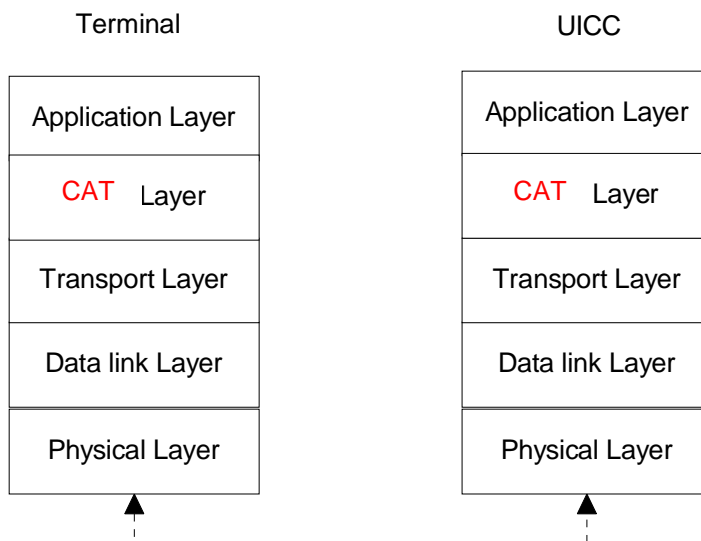 Terminal
Application Layer
CAT Layer
Transport Layer
Data link Layer
Physical Layer
UICC
Application Layer
CAT Layer
Transport Layer
Data link Layer
Physical Layer